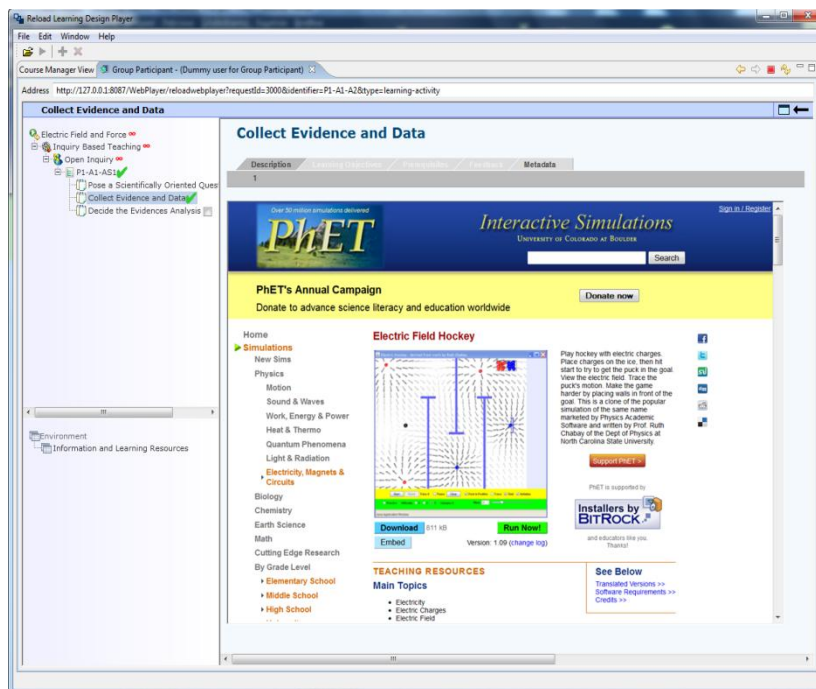 Reload Learning Design Player
File Edit Window Help
Course Manager View Group Participant - (Dummy user for Group Participant)
Address http://127.0.0.1:8087/WebPlayer/reloadwebplayer?requestId=3000&identifier=P1-A1-A2&type=learning-activity
Collect Evidence and Data
Electric Field and Force
Inquiry Based Teaching
Open Inquiry
P1-A1-AS1
Pose a Scientifically Oriented Ques
Collect Evidence and Data
Decide the Evidences Analysis
Environment
Information and Learning Resources
Collect Evidence and Data
Description Learning Objectives Prerequisites Feedback Metadata
1
Over 50 million simulations delivered
PhET
Interactive Simulations
University of Colorado at Boulder
Sign in / Register
Search
PhET's Annual Campaign
Donate to advance science literacy and education worldwide
Donate now
Home
Simulations
New Sims
Physics
Motion
Sound & Waves
Work, Energy & Power
Heat & Thermo
Quantum Phenomena
Light & Radiation
Electricity, Magnets &
Circuits
Biology
Chemistry
Earth Science
Math
Cutting Edge Research
By Grade Level
Elementary School
Middle School
High School
Electric Field Hockey
Download 811 kB
Run Now!
Embed
Version: 1.09 (change log)
Play hockey with electric charges.
Place charges on the ice, then hit
start to try to get the puck in the goal.
View the electric field. Trace the
puck's motion. Make the game
harder by placing walls in front of the
goal. This is a clone of the popular
simulation of the same name
marketed by Physics Academic
Software and written by Prof. Ruth
Chabay of the Dept of Physics at
North Carolina State University.
Support PhET >
PhET is supported by
Installers by
BitRock
and educators like you.
Thanks!
TEACHING RESOURCES
Main Topics
Electricity
Electric Charges
Electric Field
See Below
Translated Versions >>
Software Requirements >>
Credits >>